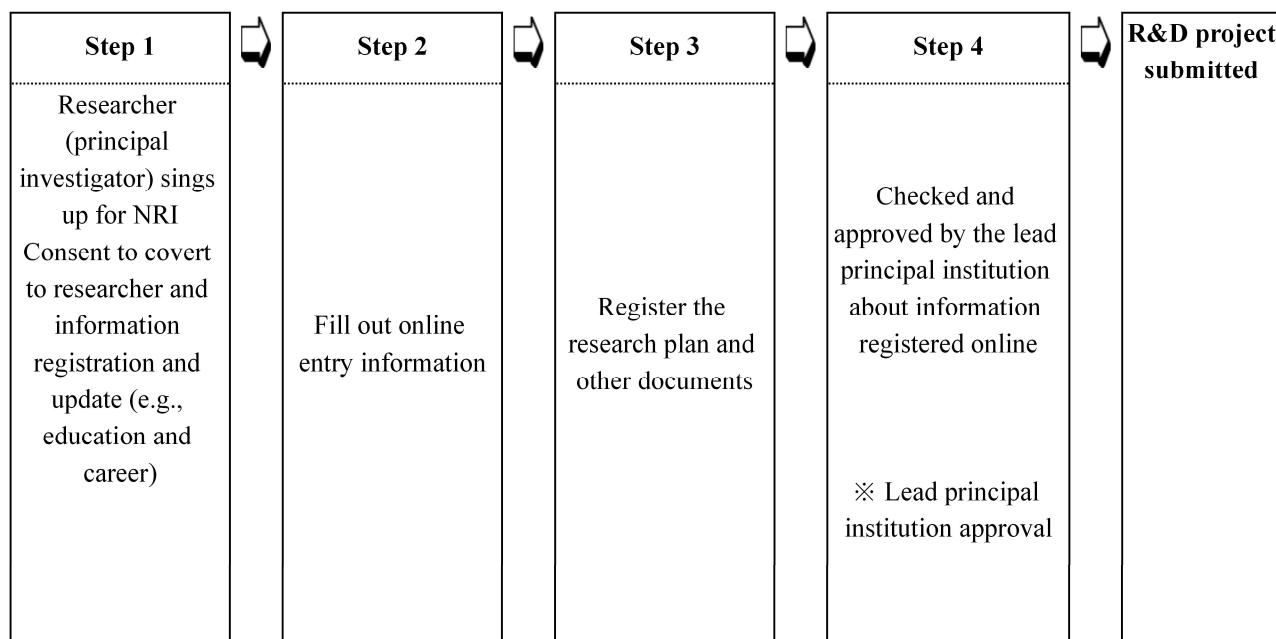 Step 1
Researcher
(principal
investigator) sings
up for NRI
Consent to covert
to researcher and
information
registration and
update (e.g.,
education and
career)
Step 2
Fill out online
entry information
Step 3
Register the
research plan and
other documents
Step 4
Checked and
approved by the lead
principal institution
about information
registered online
※ Lead principal
institution approval
R&D project
submitted